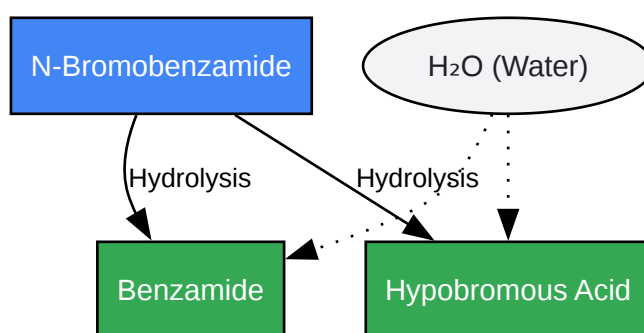 N-Bromobenzamide
H₂O (Water)
Hydrolysis
Hydrolysis
Benzamide
Hypobromous Acid